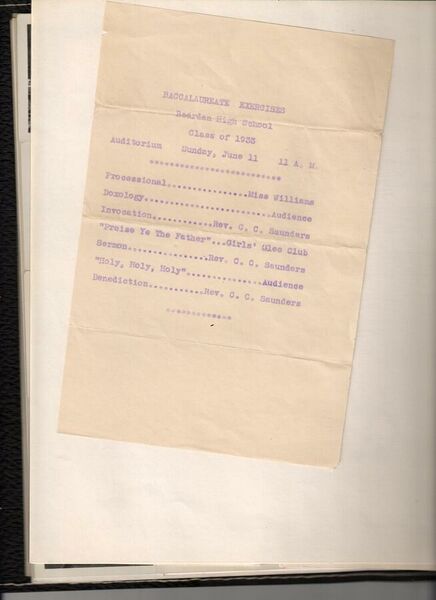 BACCALAUREATE EXERCISES
Reardan High School
Class of 1933
Auditorium Sunday, June 11 11 A. M.
************************
Processional...............Miss Williams
Doxology.......................Audience
Invocation...........Rev. C. C. Saunders
"Praise Ye The Father"...Girls' Glee Club
Sermon..............Rev. C. C. Saunders
"Holy, Holy, Holy"..............Audience
Benediction..........Rev. C. C. Saunders
************